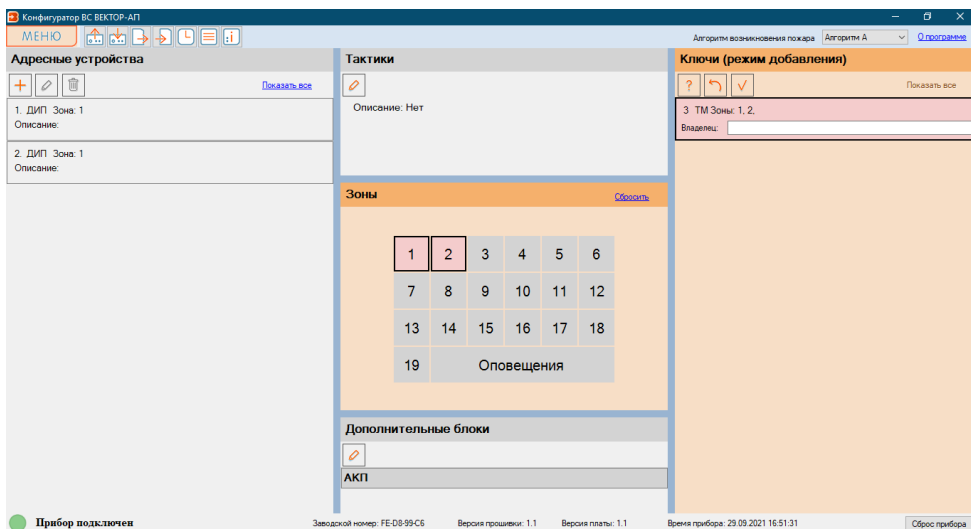 Конфигуратор ВС ВЕКТОР-АП
МЕНЮ
Алгоритм возникновения пожара Алгоритм А О программе
Адресные устройства
Показать все
1. ДИП Зона: 1
Описание:
2. ДИП Зона: 1
Описание:
Тактики
Описание: Нет
Зоны Сбросить
1 2 3 4 5 6
7 8 9 10 11 12
13 14 15 16 17 18
19 Оповещения
Дополнительные блоки
АКП
Ключи (режим добавления)
? Показать все
3 ТМ Зоны: 1, 2,
Владелец:
Прибор подключен Заводской номер: FE-D8-99-C6 Версия прошивки: 1.1 Версия платы: 1.1 Время прибора: 29.09.2021 16:51:31 Сброс прибора